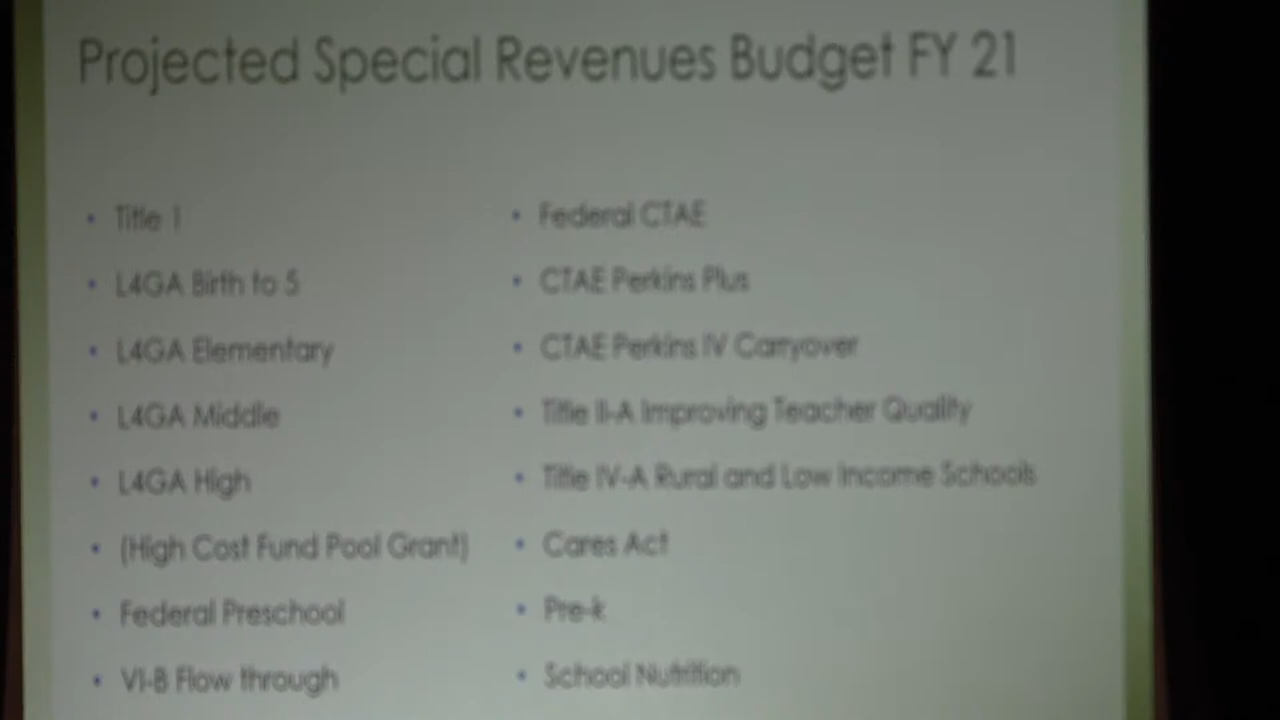 Projected Special Revenues Budget FY 21
• Title 1
• L4GA Birth to 5
• L4GA Elementary
• L4GA Middle
• L4GA High
• (High Cost Fund Pool Grant)
• Federal Preschool
• VI-B Flow through
• Federal CTAE
• CTAE Perkins Plus
• CTAE Perkins IV Carryover
• Title II-A Improving Teacher Quality
• Title IV-A Rural and Low Income Schools
• Cares Act
• Pre-k
• School Nutrition